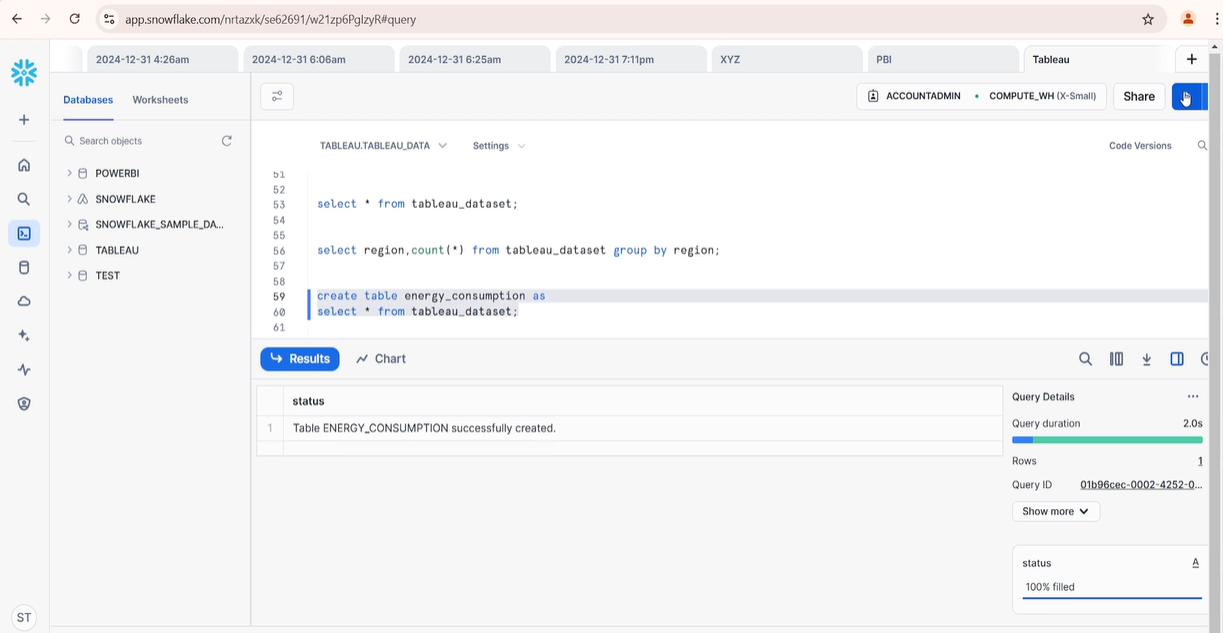 app.snowflake.com/nrtazxk/se62691/w21zp6PgIzyR#query
2024-12-31 4:26am
2024-12-31 6:06am
2024-12-31 6:25am
2024-12-31 7:11pm
XYZ
PBI
Tableau
Databases
Worksheets
ACCOUNTADMIN
COMPUTE_WH (X-Small)
Share
Search objects
TABLEAU.TABLEAU_DATA
Settings
Code Versions
POWERBI
SNOWFLAKE
SNOWFLAKE_SAMPLE_DA...
TABLEAU
TEST
51
52
53 select * from tableau_dataset;
54
55
56 select region,count(*) from tableau_dataset group by region;
57
58
59 create table energy_consumption as
60 select * from tableau_dataset;
61
Results
Chart
status
1 Table ENERGY_CONSUMPTION successfully created.
Query Details
Query duration 2.0s
Rows 1
Query ID 01b96cec-0002-4252-0...
Show more
status A
100% filled
ST